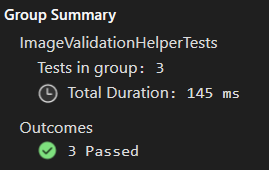 Group Summary
ImageValidationHelperTests
Tests in group: 3
Total Duration: 145 ms
Outcomes
3 Passed